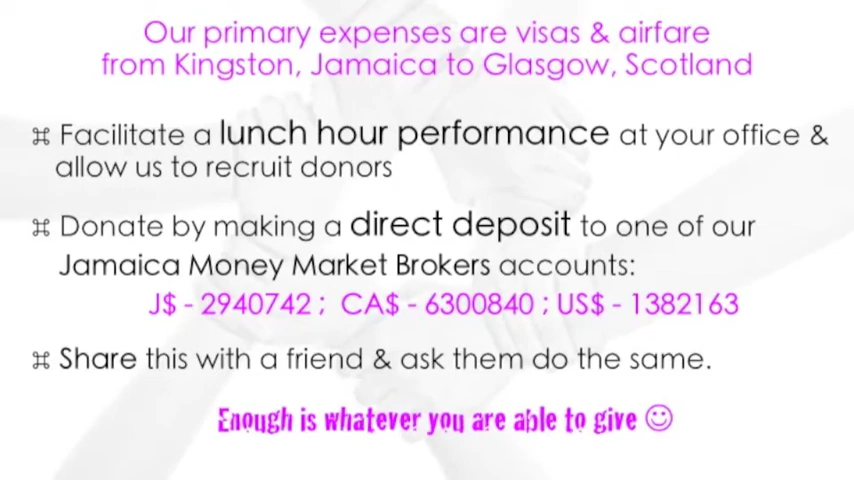 Our primary expenses are visas & airfare
from Kingston, Jamaica to Glasgow, Scotland
⌘ Facilitate a lunch hour performance at your office &
allow us to recruit donors
⌘ Donate by making a direct deposit to one of our
Jamaica Money Market Brokers accounts:
J$ - 2940742 ; CA$ - 6300840 ; US$ - 1382163
⌘ Share this with a friend & ask them do the same.
Enough is whatever you are able to give ☺